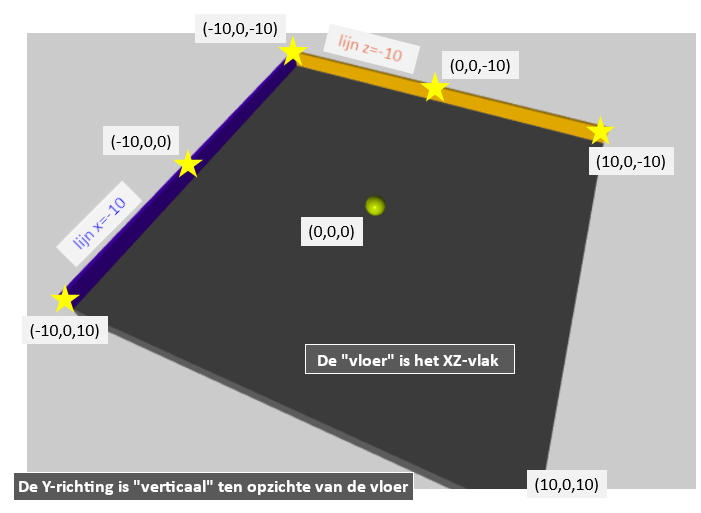 (-10,0,-10)
lijn z=-10
(0,0,-10)
(-10,0,0)
(10,0,-10)
lijn x=-10
(0,0,0)
(-10,0,10)
De "vloer" is het XZ-vlak
De Y-richting is "verticaal" ten opzichte van de vloer
(10,0,10)